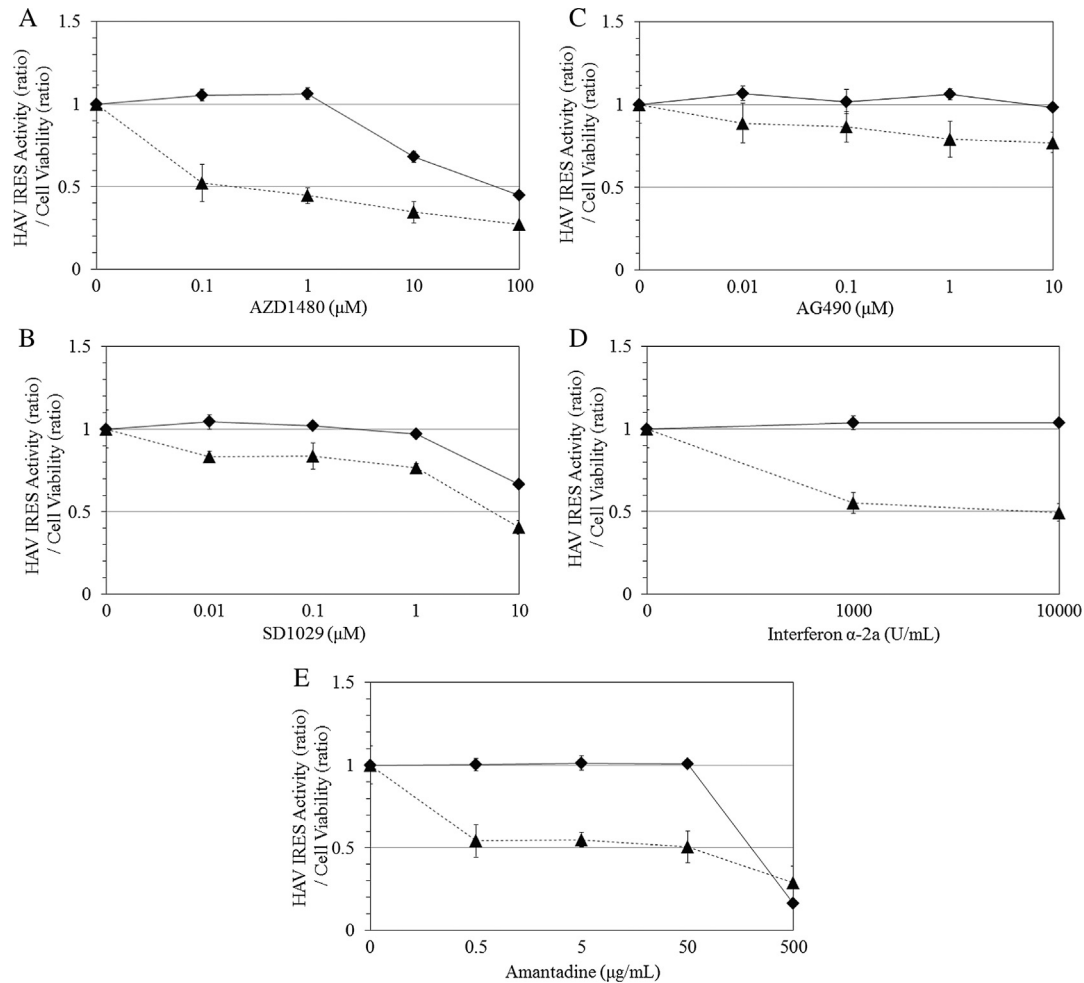 A
HAV IRES Activity (ratio)
/ Cell Viability (ratio)
1.5
1
0.5
0
0 0.1 1 10 100
AZD1480 (μM)
C
HAV IRES Activity (ratio)
/ Cell Viability (ratio)
1.5
1
0.5
0
0 0.01 0.1 1 10
AG490 (μM)
B
HAV IRES Activity (ratio)
/ Cell Viability (ratio)
1.5
1
0.5
0
0 0.01 0.1 1 10
SD1029 (μM)
D
HAV IRES Activity (ratio)
/ Cell Viability (ratio)
1.5
1
0.5
0
0 1000 10000
Interferon α-2a (U/mL)
E
HAV IRES Activity (ratio)
/ Cell Viability (ratio)
1.5
1
0.5
0
0 0.5 5 50 500
Amantadine (μg/mL)